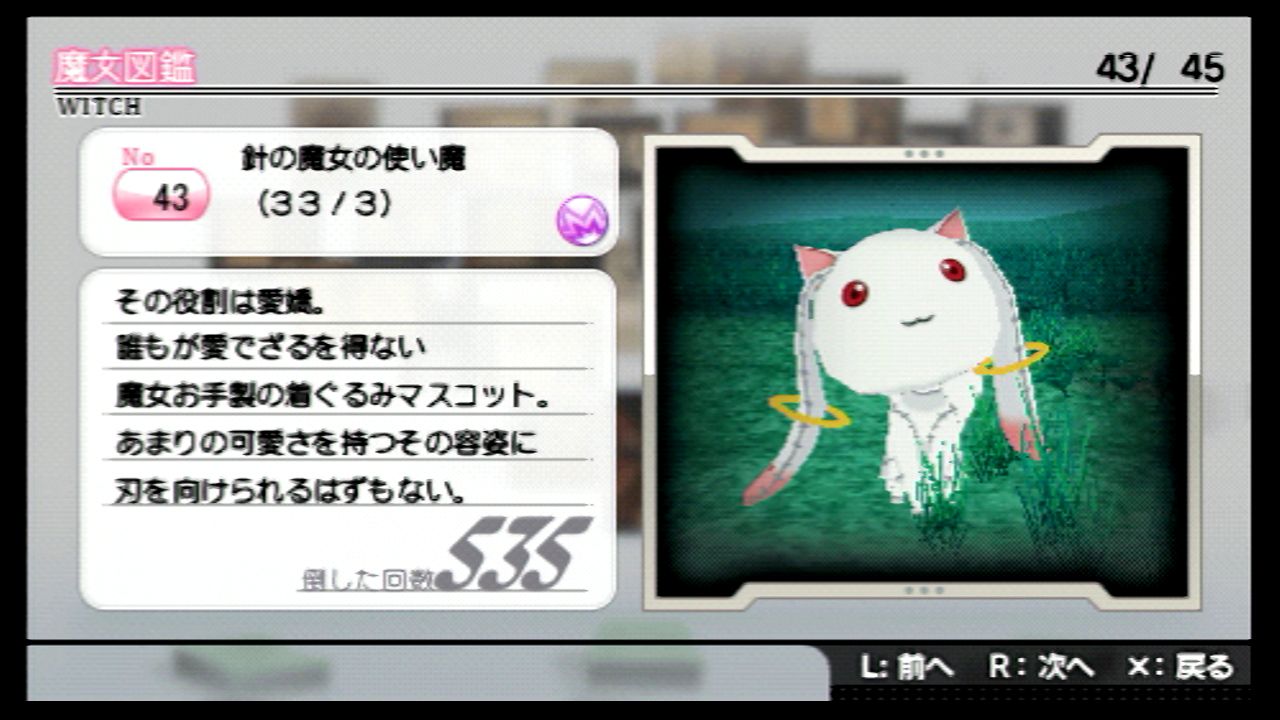 魔女図鑑
WITCH
43/ 45
No
43
針の魔女の使い魔
(33/3)
M
その役割は愛嬌。
誰もが愛でざるを得ない
魔女お手製の着ぐるみマスコット。
あまりの可愛さを持つその容姿に
刃を向けられるはずもない。
倒した回数535
L:前へ R:次へ ×:戻る